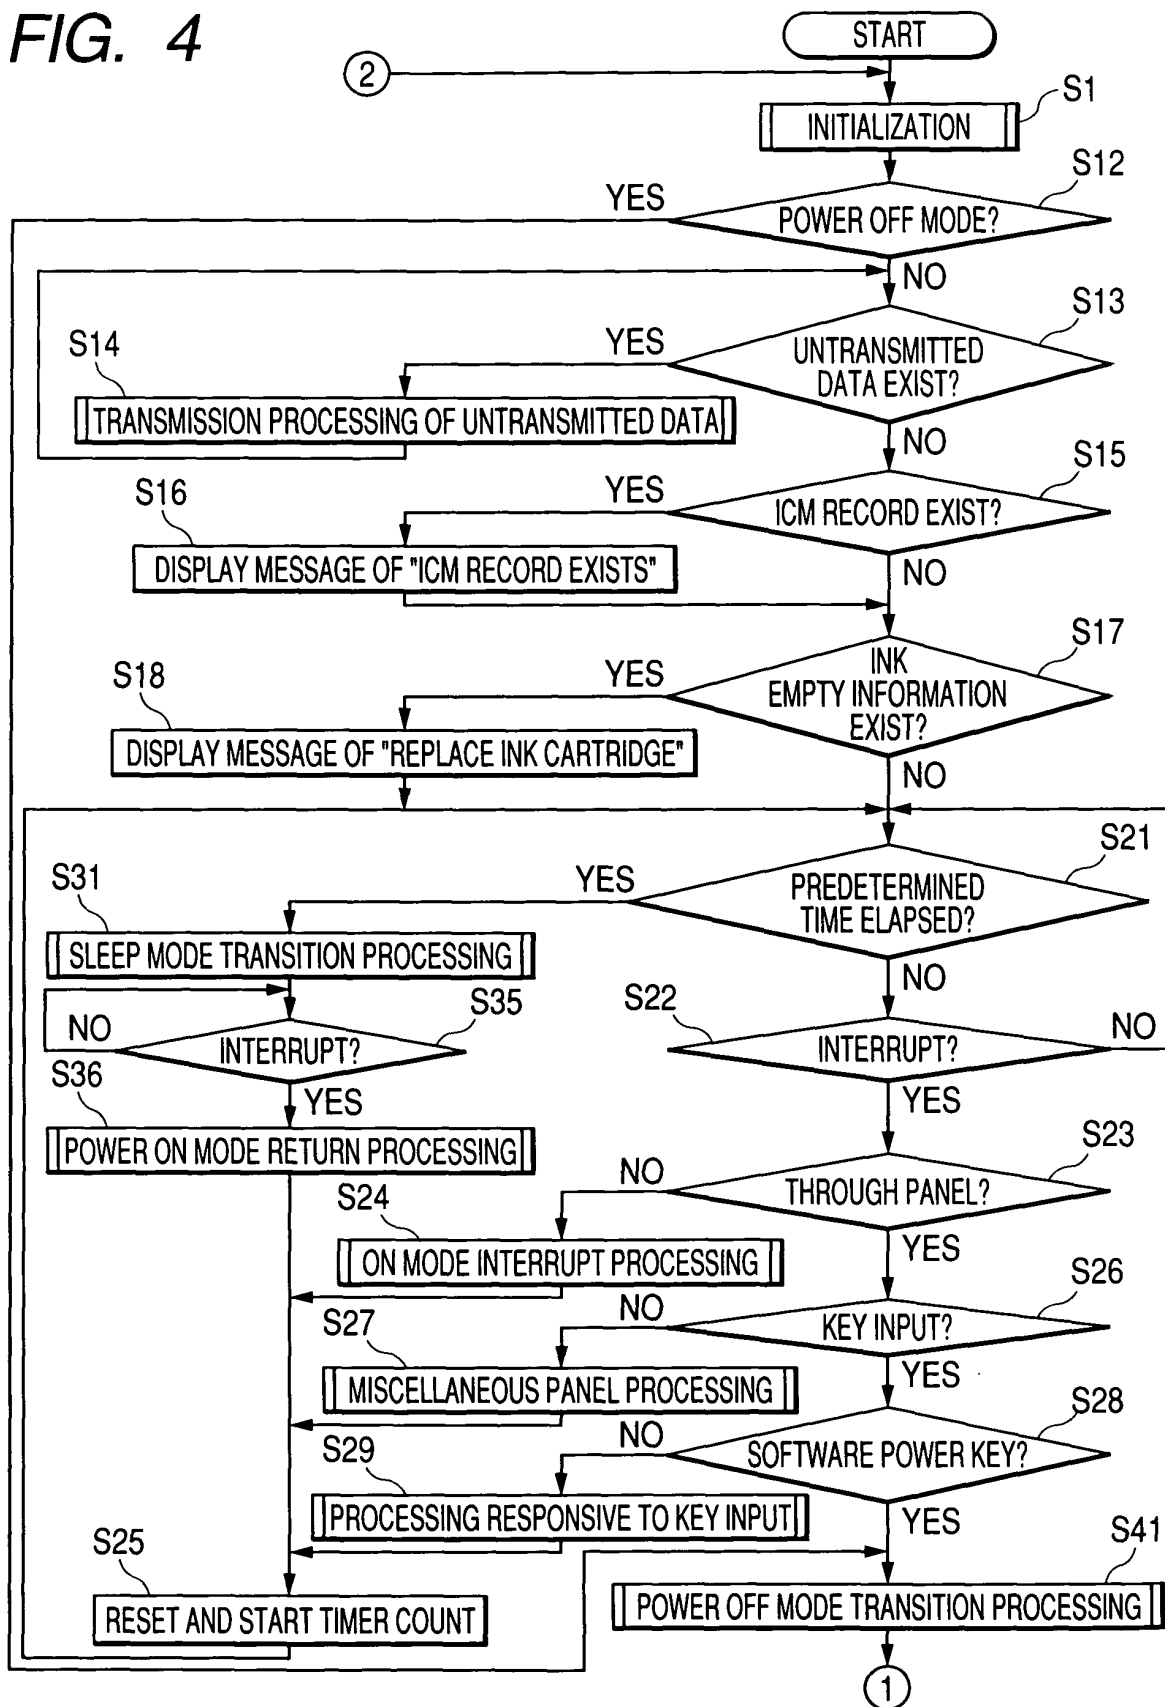 FIG. 4
START
2
S1
INITIALIZATION
S12
YES
POWER OFF MODE?
NO
S13
S14
YES
UNTRANSMITTED
DATA EXIST?
TRANSMISSION PROCESSING OF UNTRANSMITTED DATA
NO
S15
S16
YES
ICM RECORD EXIST?
DISPLAY MESSAGE OF "ICM RECORD EXISTS"
NO
S17
S18
YES
INK
EMPTY INFORMATION
EXIST?
DISPLAY MESSAGE OF "REPLACE INK CARTRIDGE"
NO
S21
S31
YES
PREDETERMINED
TIME ELAPSED?
SLEEP MODE TRANSITION PROCESSING
NO
S35
S22
NO
INTERRUPT?
INTERRUPT?
NO
S36
YES
YES
POWER ON MODE RETURN PROCESSING
S23
NO
THROUGH PANEL?
S24
YES
ON MODE INTERRUPT PROCESSING
S26
NO
S27
KEY INPUT?
YES
MISCELLANEOUS PANEL PROCESSING
S28
NO
S29
SOFTWARE POWER KEY?
PROCESSING RESPONSIVE TO KEY INPUT
YES
S25
S41
RESET AND START TIMER COUNT
POWER OFF MODE TRANSITION PROCESSING
1